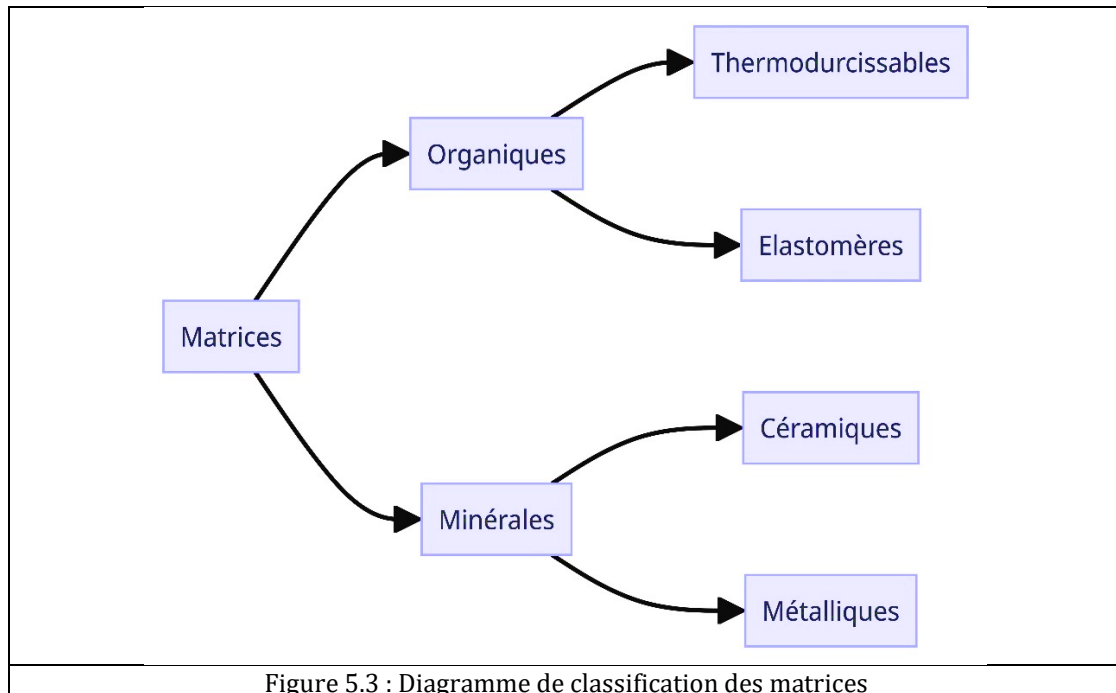 Thermodurcissables
Organiques
Elastomères
Matrices
Céramiques
Minérales
Métalliques
Figure 5.3 : Diagramme de classification des matrices